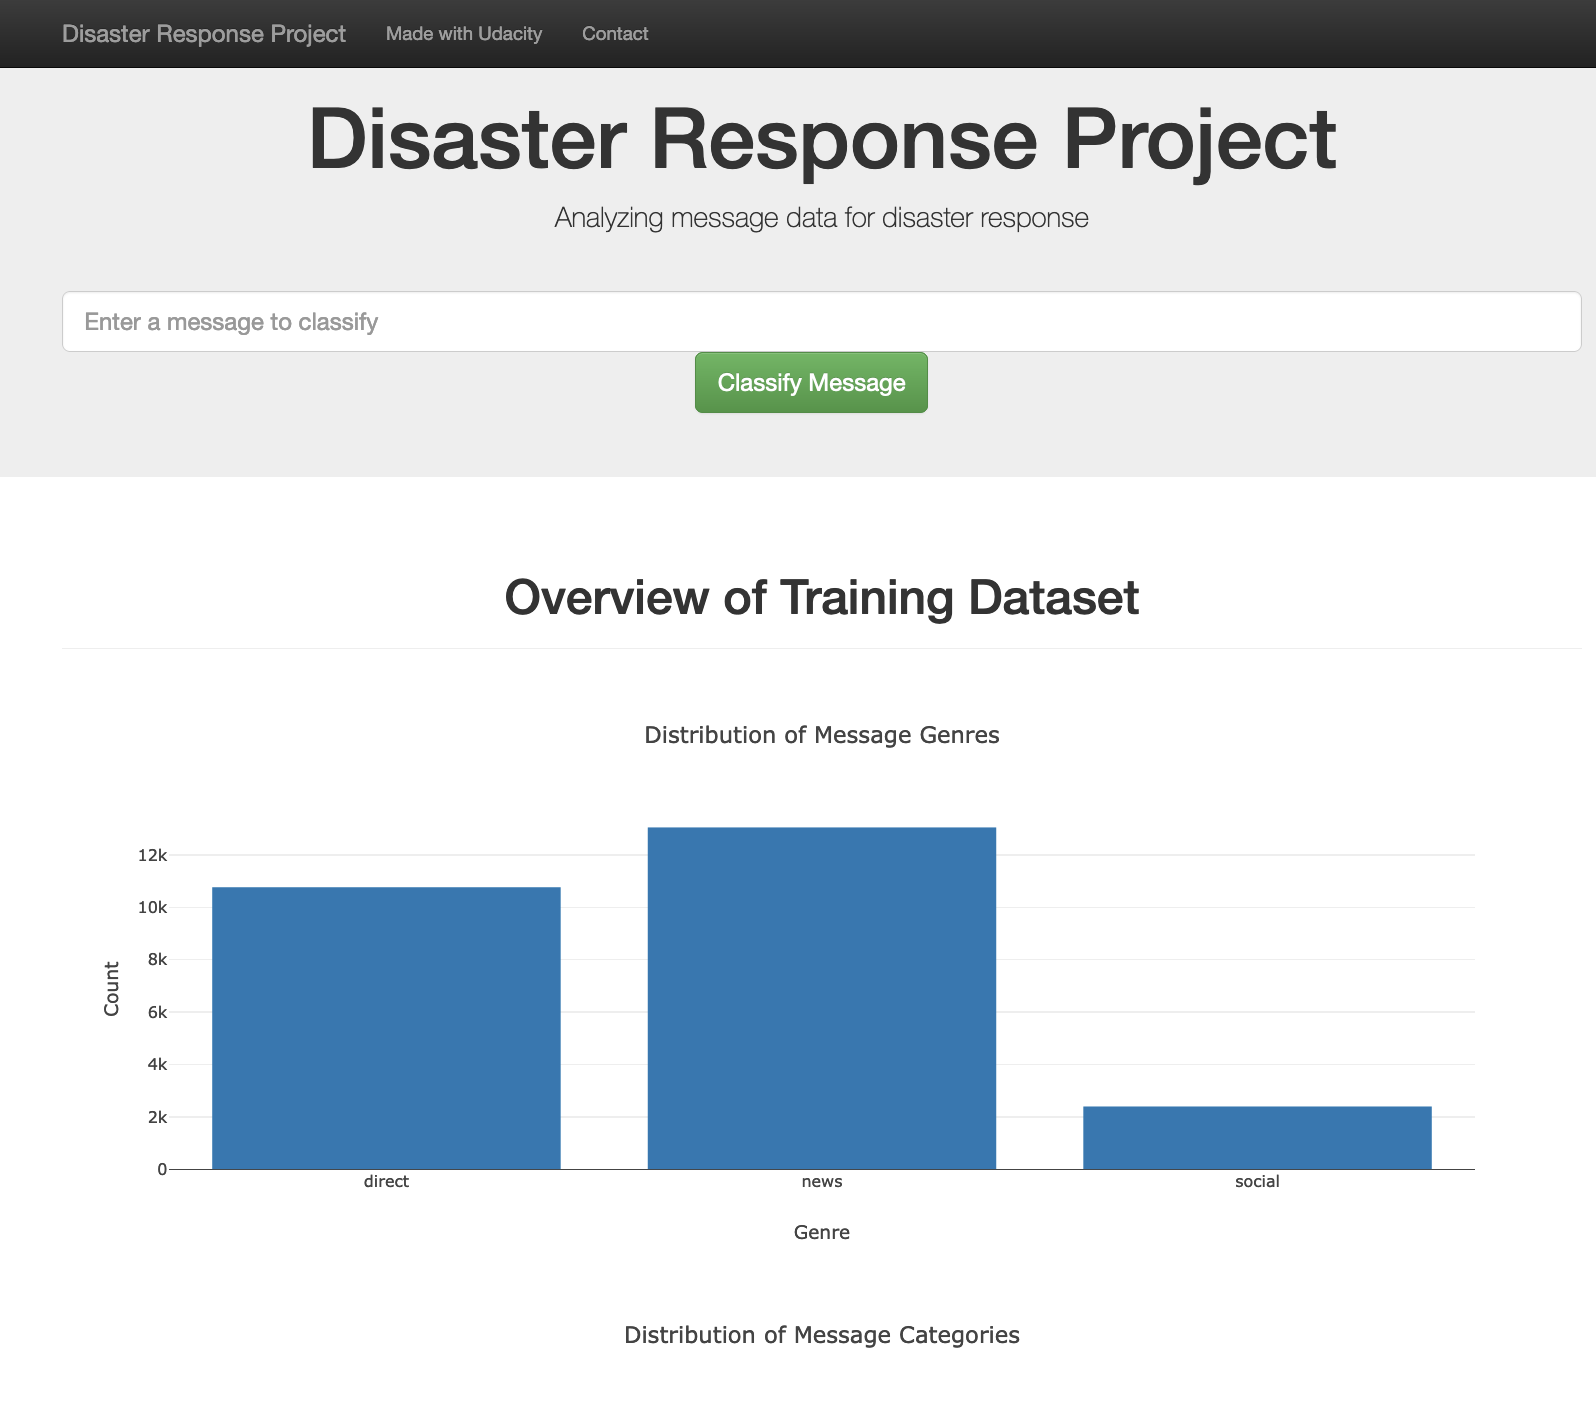 Disaster Response Project Made with Udacity Contact
Disaster Response Project
Analyzing message data for disaster response
Enter a message to classify
Classify Message
Overview of Training Dataset
Distribution of Message Genres
12k
10k
8k
6k
4k
2k
0
Count
direct news social
Genre
Distribution of Message Categories